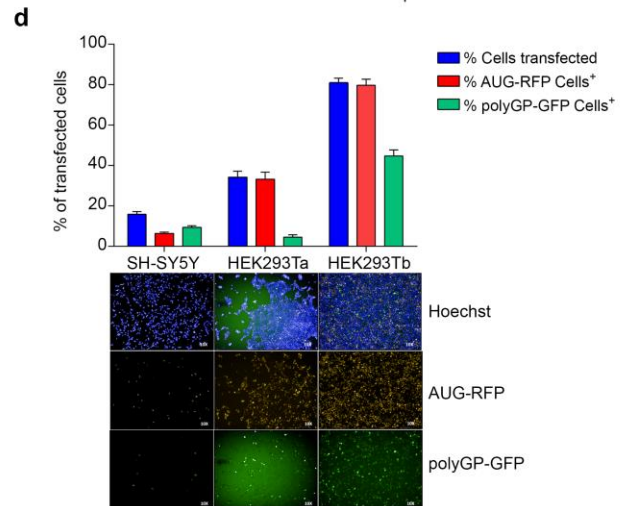 d
100
80
60
40
20
0
% of transfected cells
% Cells transfected
% AUG-RFP Cells+
% polyGP-GFP Cells+
SH-SY5Y HEK293Ta HEK293Tb
Hoechst
AUG-RFP
polyGP-GFP